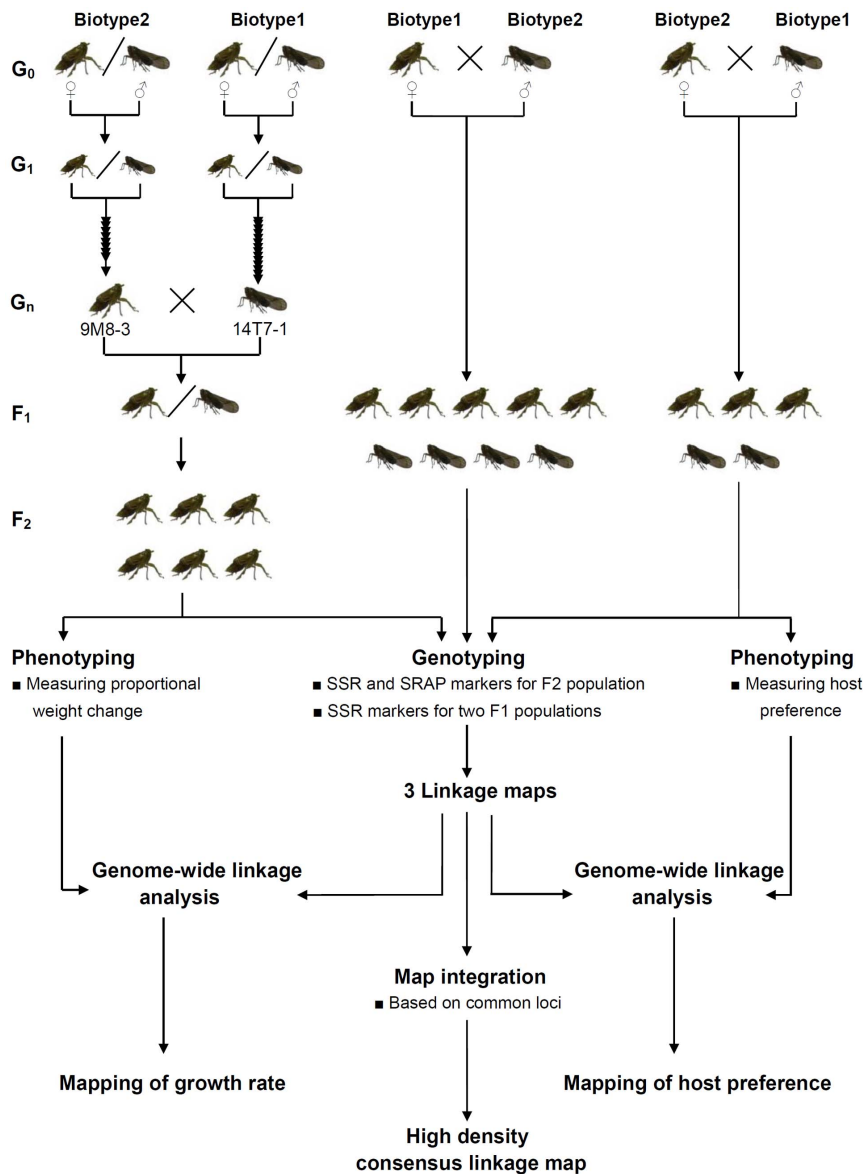 Biotype2 Biotype1 Biotype1 Biotype2 Biotype2 Biotype1
G0
♀ ♂ ♀ ♂ ♀ ♂ ♀ ♂
G1
Gn
9M8-3 14T7-1
F1
F2
Phenotyping
■ Measuring proportional
weight change
Genotyping
■ SSR and SRAP markers for F2 population
■ SSR markers for two F1 populations
Phenotyping
■ Measuring host
preference
3 Linkage maps
Genome-wide linkage
analysis
Genome-wide linkage
analysis
Map integration
■ Based on common loci
Mapping of growth rate
Mapping of host preference
High density
consensus linkage map